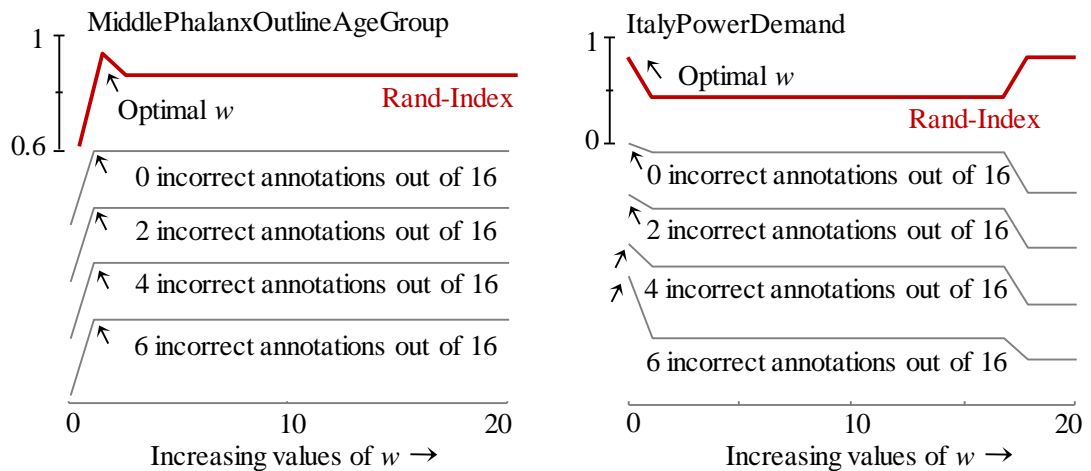 MiddlePhalanxOutlineAgeGroup
1
Optimal w
Rand-Index
0.6
0 incorrect annotations out of 16
2 incorrect annotations out of 16
4 incorrect annotations out of 16
6 incorrect annotations out of 16
0 10 20
Increasing values of w →
ItalyPowerDemand
1
Optimal w
Rand-Index
0
0 incorrect annotations out of 16
2 incorrect annotations out of 16
4 incorrect annotations out of 16
6 incorrect annotations out of 16
0 10 20
Increasing values of w →